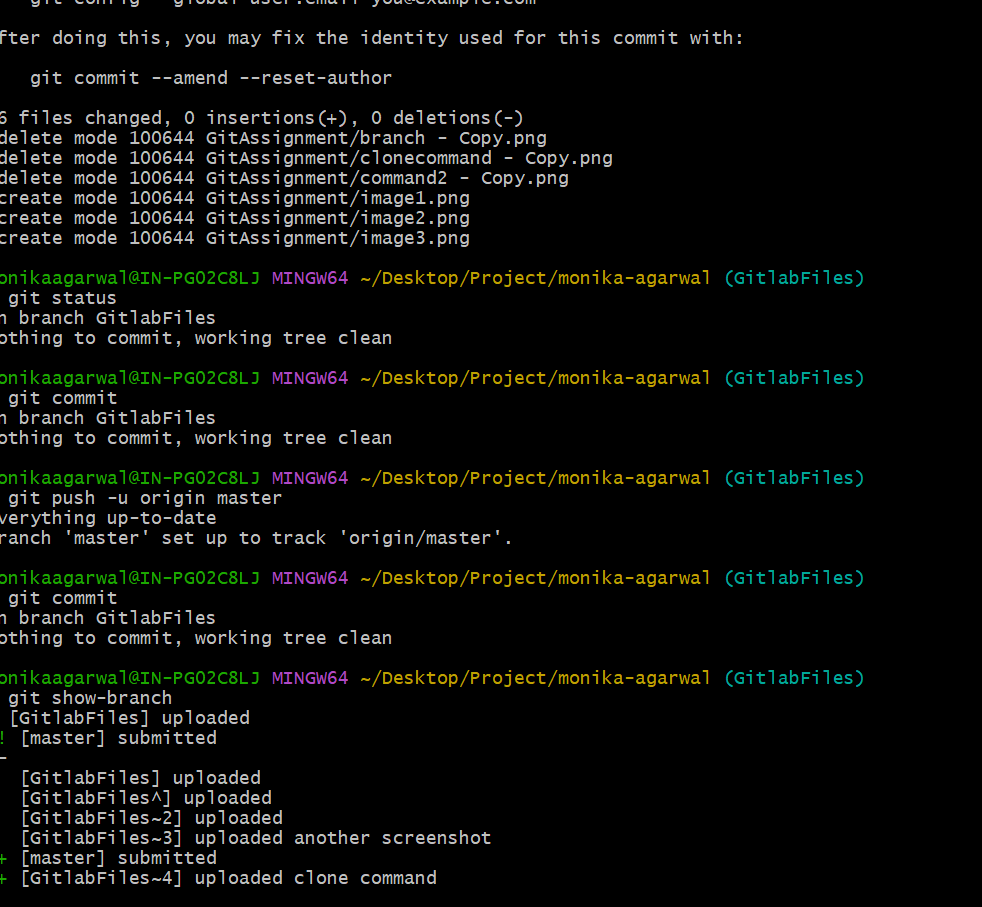 git config --global user.email you@example.com
fter doing this, you may fix the identity used for this commit with:
git commit --amend --reset-author
6 files changed, 0 insertions(+), 0 deletions(-)
delete mode 100644 GitAssignment/branch - Copy.png
delete mode 100644 GitAssignment/clonecommand - Copy.png
delete mode 100644 GitAssignment/command2 - Copy.png
create mode 100644 GitAssignment/image1.png
create mode 100644 GitAssignment/image2.png
create mode 100644 GitAssignment/image3.png
onikaagarwal@IN-PG02C8LJ MINGW64 ~/Desktop/Project/monika-agarwal (GitlabFiles)
git status
n branch GitlabFiles
othing to commit, working tree clean
onikaagarwal@IN-PG02C8LJ MINGW64 ~/Desktop/Project/monika-agarwal (GitlabFiles)
git commit
n branch GitlabFiles
othing to commit, working tree clean
onikaagarwal@IN-PG02C8LJ MINGW64 ~/Desktop/Project/monika-agarwal (GitlabFiles)
git push -u origin master
verything up-to-date
ranch 'master' set up to track 'origin/master'.
onikaagarwal@IN-PG02C8LJ MINGW64 ~/Desktop/Project/monika-agarwal (GitlabFiles)
git commit
n branch GitlabFiles
othing to commit, working tree clean
onikaagarwal@IN-PG02C8LJ MINGW64 ~/Desktop/Project/monika-agarwal (GitlabFiles)
git show-branch
[GitlabFiles] uploaded
! [master] submitted
-
[GitlabFiles] uploaded
[GitlabFiles^] uploaded
[GitlabFiles~2] uploaded
[GitlabFiles~3] uploaded another screenshot
+ [master] submitted
+ [GitlabFiles~4] uploaded clone command